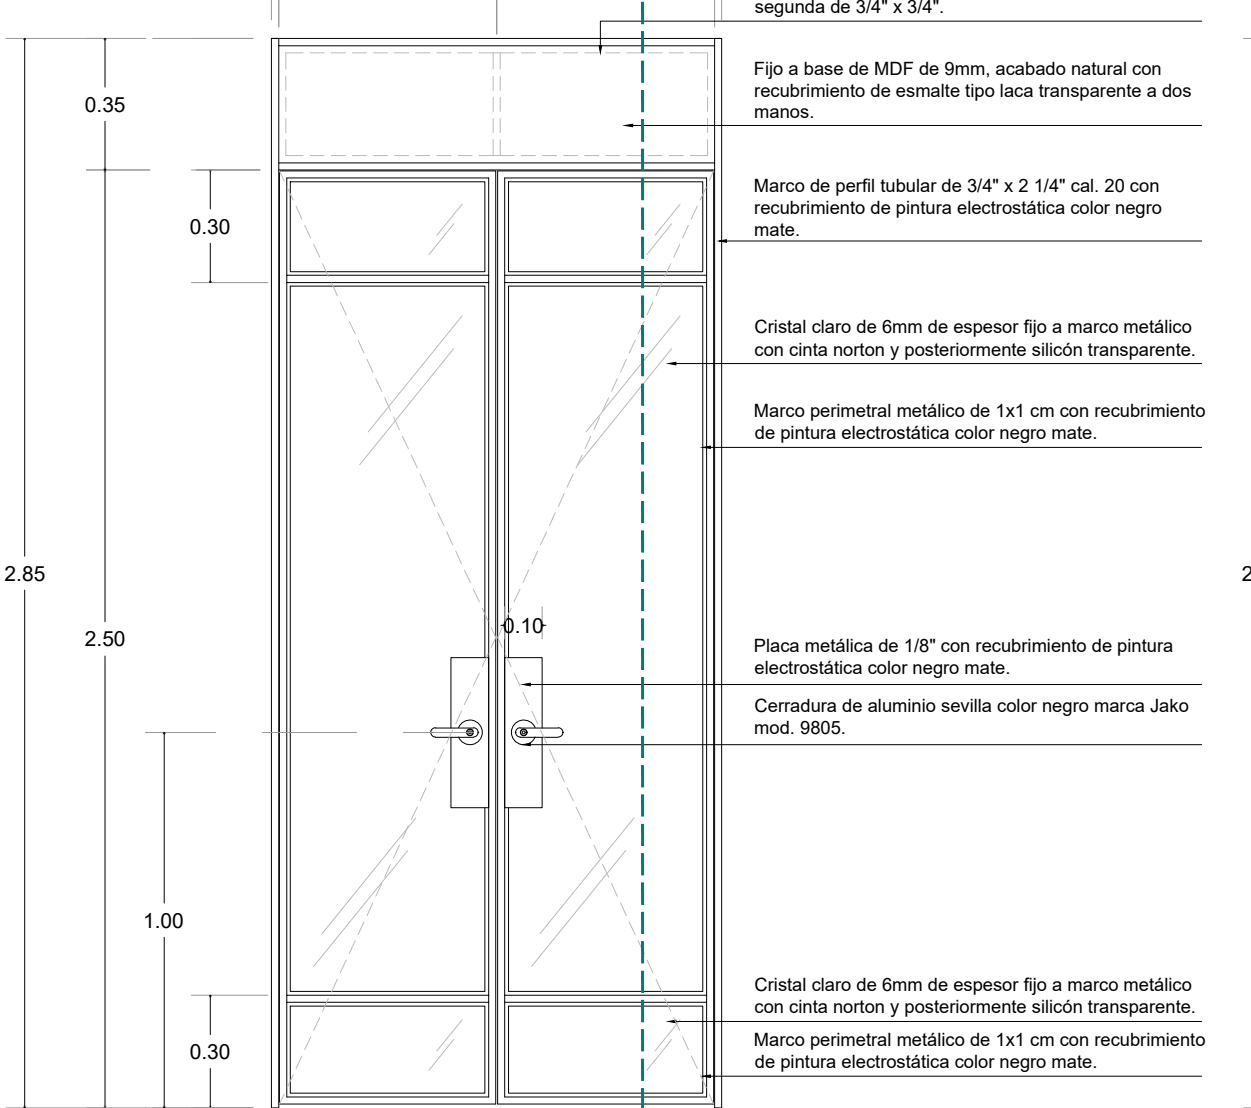 segunda de 3/4" x 3/4".
0.35
Fijo a base de MDF de 9mm, acabado natural con
recubrimiento de esmalte tipo laca transparente a dos
manos.
0.30
Marco de perfil tubular de 3/4" x 2 1/4" cal. 20 con
recubrimiento de pintura electrostática color negro
mate.
Cristal claro de 6mm de espesor fijo a marco metálico
con cinta norton y posteriormente silicón transparente.
Marco perimetral metálico de 1x1 cm con recubrimiento
de pintura electrostática color negro mate.
2.85
2
2.50
0.10
Placa metálica de 1/8" con recubrimiento de pintura
electrostática color negro mate.
Cerradura de aluminio sevilla color negro marca Jako
mod. 9805.
1.00
Cristal claro de 6mm de espesor fijo a marco metálico
con cinta norton y posteriormente silicón transparente.
0.30
Marco perimetral metálico de 1x1 cm con recubrimiento
de pintura electrostática color negro mate.